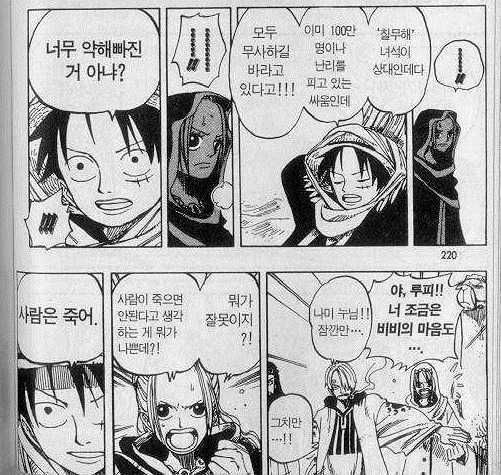 ……!!
'칠무해'
녀석이
상대인데다
이미 100만
명이나
난리를
피고 있는
싸움인데
모두
무사하길
바라고
있다고!!!
……!!
너무 약해빠진
거 아냐?
…!!
220
야, 루피!!
너 조금은
비비의 마음도
….
나미 누님!!
잠깐만….
그치만
…!!
뭐가
잘못이지
?!
사람이 죽으면
안된다고 생각
하는 게 뭐가
나쁜데?!
사람은 죽어.